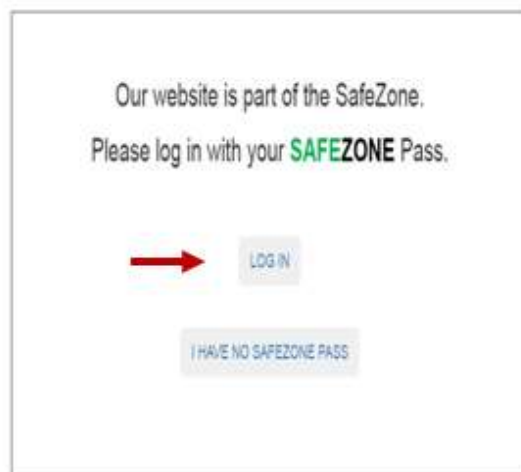 Our website is part of the SafeZone.
Please log in with your SAFEZONE Pass.
LOG IN
I HAVE NO SAFEZONE PASS